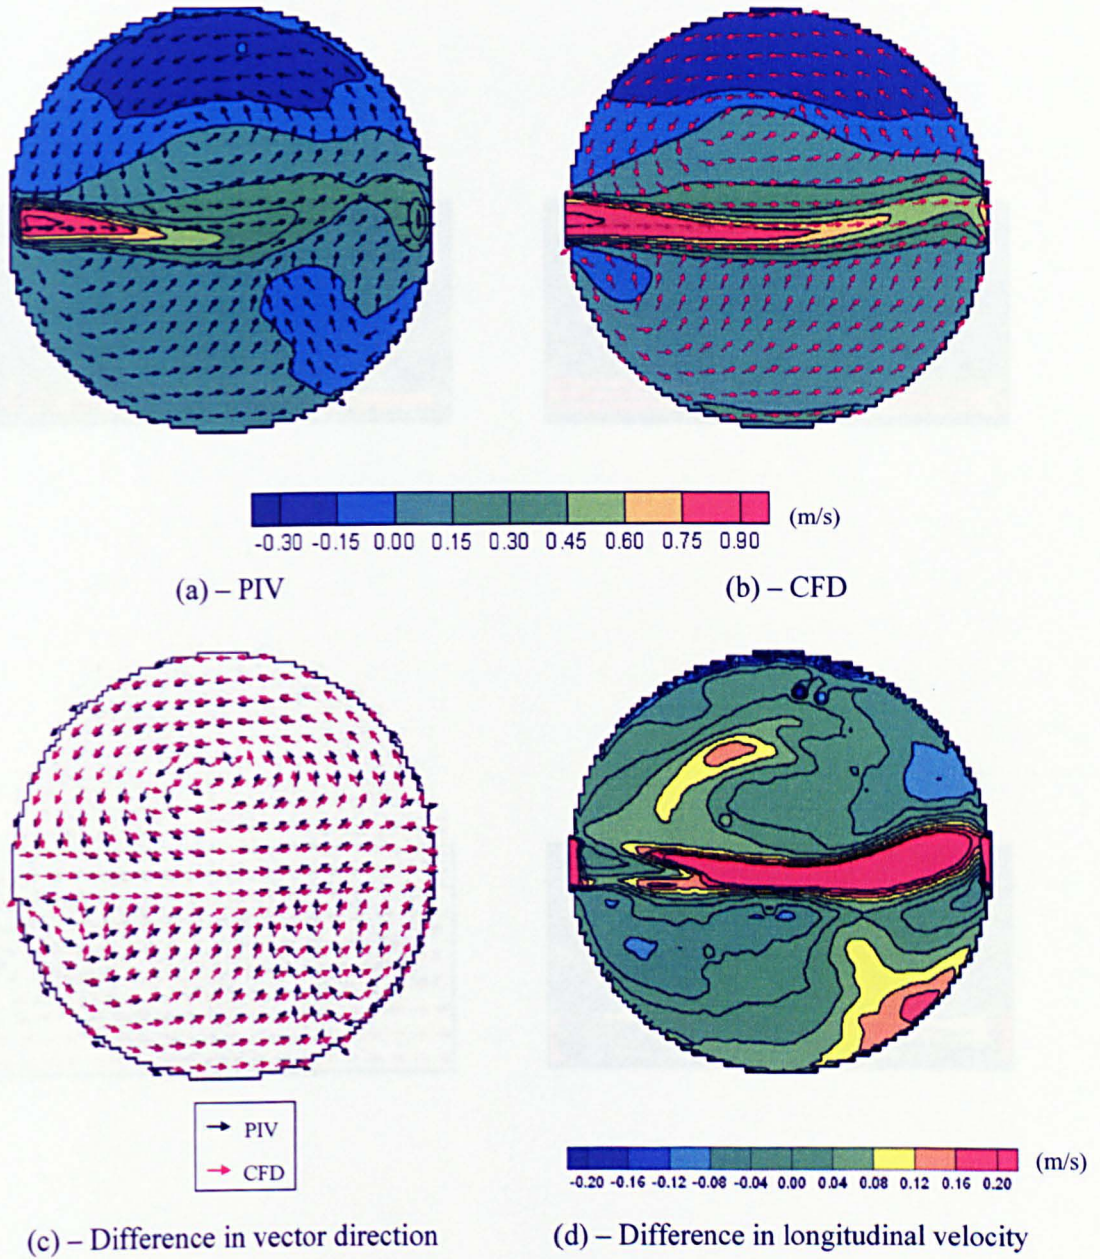 (m/s)
-0.30 -0.15 0.00 0.15 0.30 0.45 0.60 0.75 0.90
(a) – PIV
(b) – CFD
PIV
CFD
(m/s)
-0.20 -0.16 -0.12 -0.08 -0.04 0.00 0.04 0.08 0.12 0.16 0.20
(c) – Difference in vector direction
(d) – Difference in longitudinal velocity